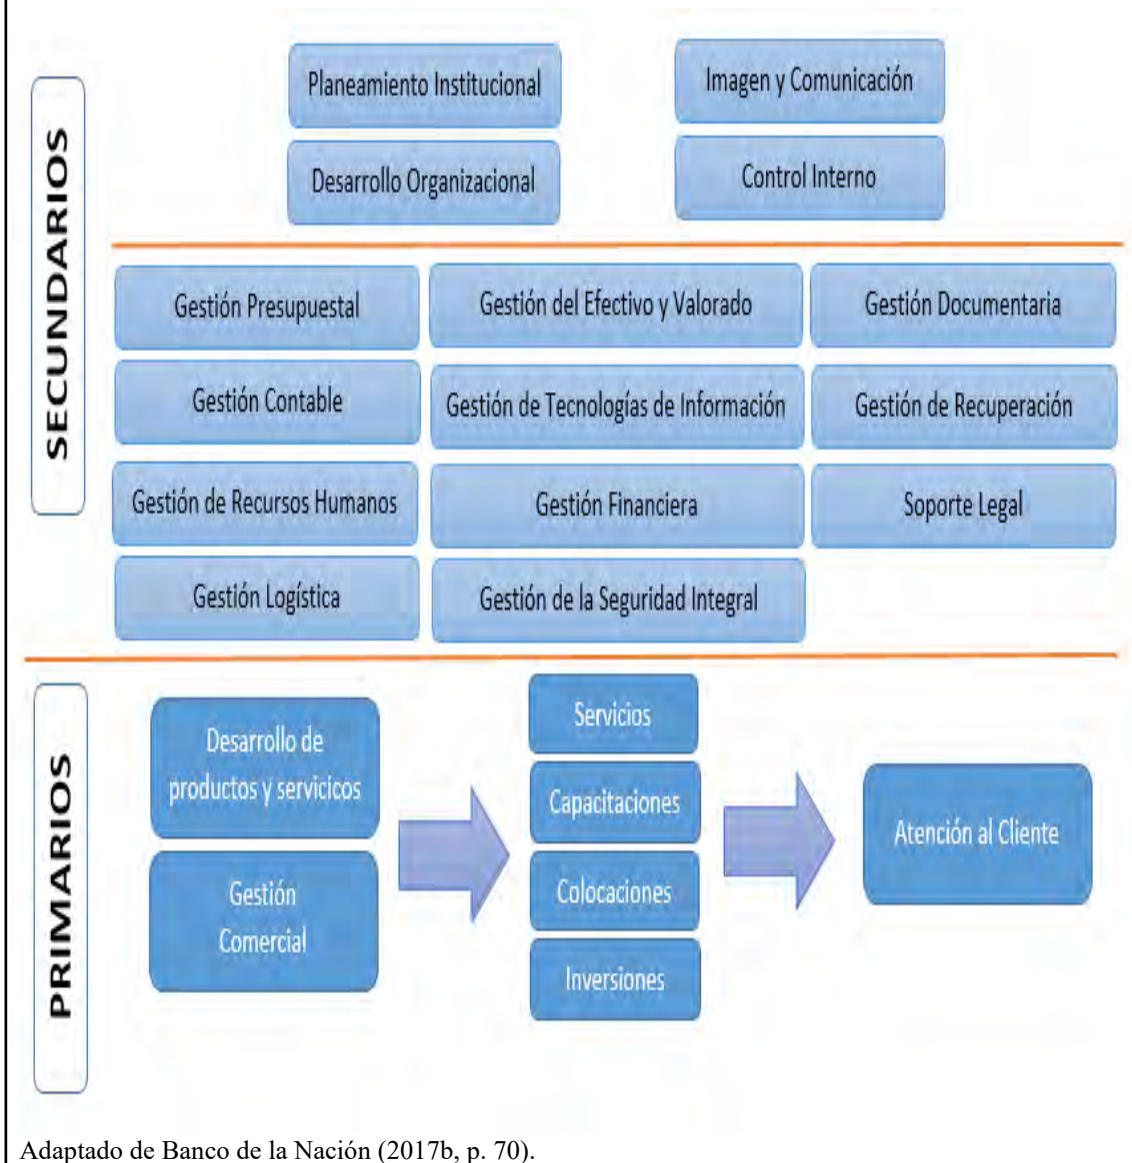 SECUNDARIOS
Planeamiento Institucional
Imagen y Comunicación
Desarrollo Organizacional
Control Interno
Gestión Presupuestal
Gestión del Efectivo y Valorado
Gestión Documentaria
Gestión Contable
Gestión de Tecnologías de Información
Gestión de Recuperación
Gestión de Recursos Humanos
Gestión Financiera
Soporte Legal
Gestión Logística
Gestión de la Seguridad Integral
PRIMARIOS
Desarrollo de
productos y servicicos
Gestión
Comercial
Servicios
Capacitaciones
Colocaciones
Inversiones
Atención al Cliente
Adaptado de Banco de la Nación (2017b, p. 70).